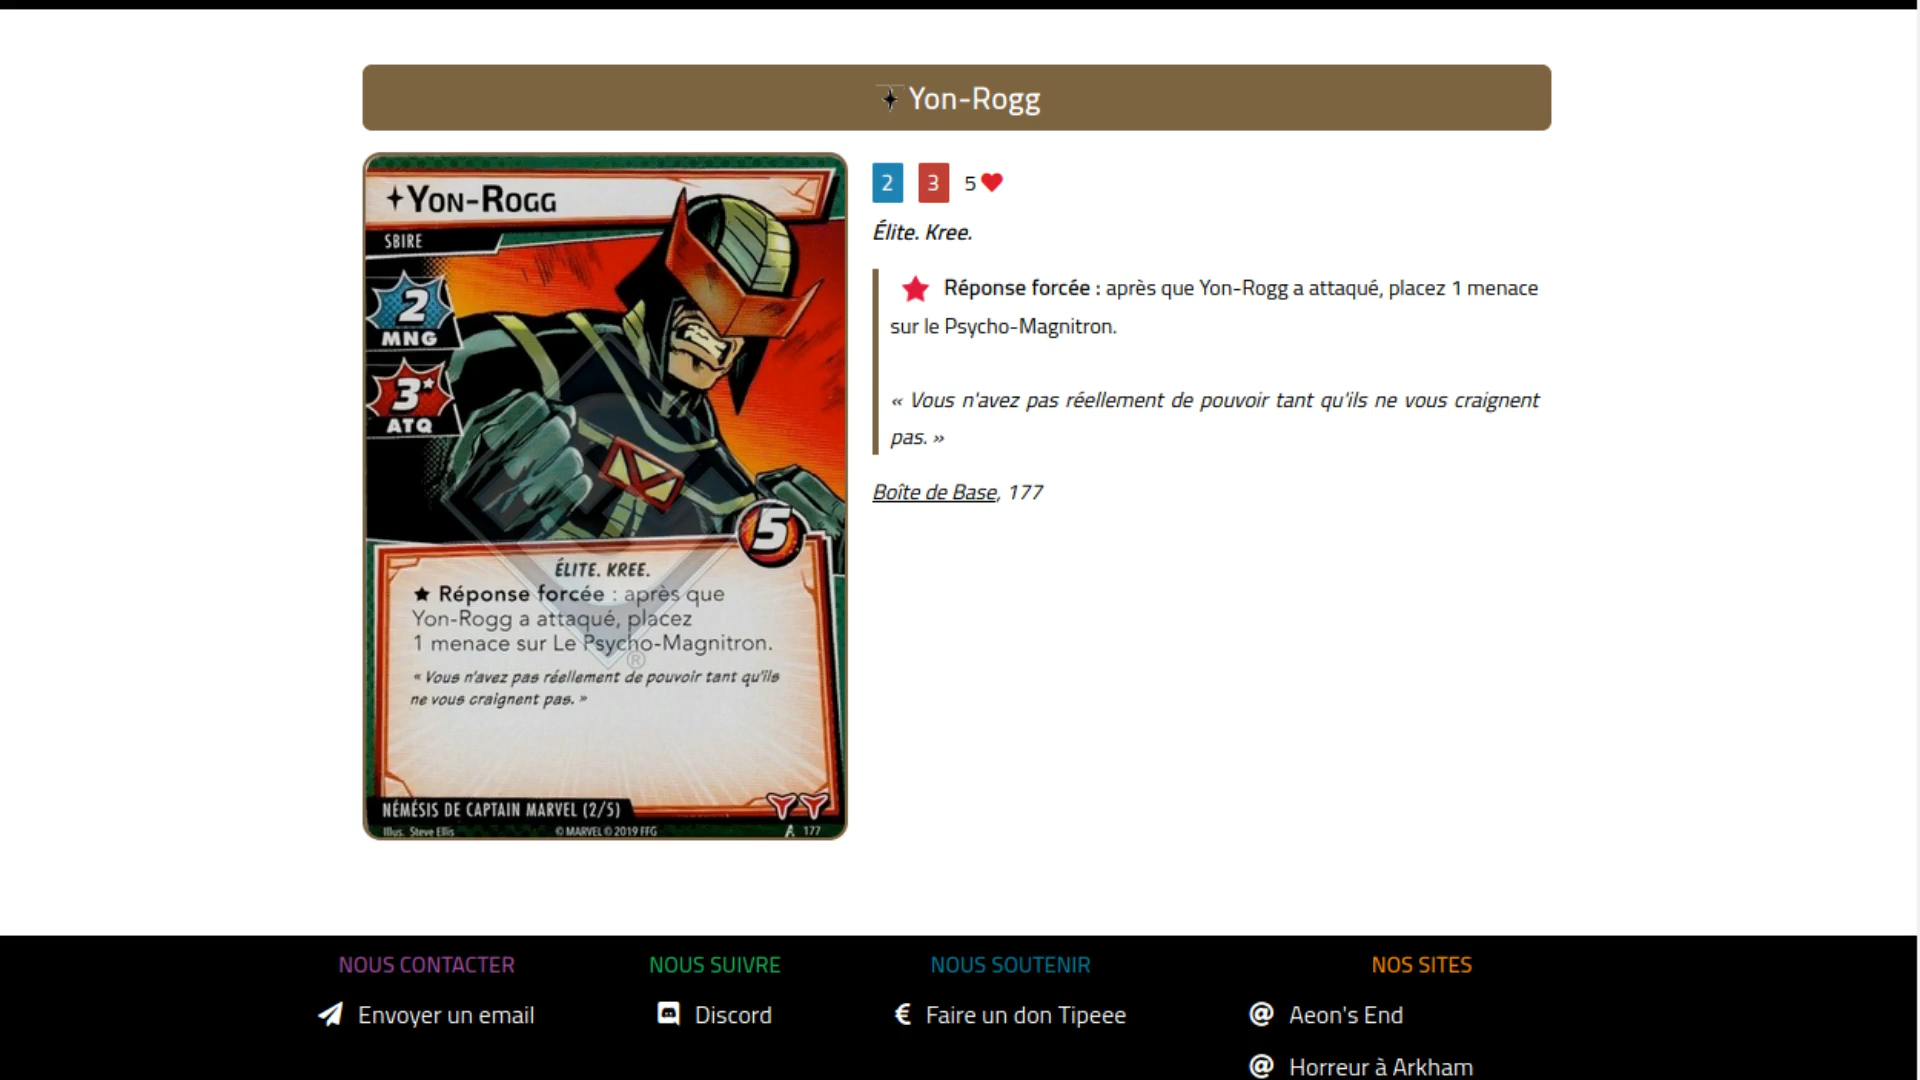 Yon-Rogg
YON-ROGG
SBIRE
2
MNG
3
ATQ
5
ÉLITE. KREE.
★ Réponse forcée : après que
Yon-Rogg a attaqué, placez
1 menace sur Le Psycho-Magnitron.
« Vous n'avez pas réellement de pouvoir tant qu'ils
ne vous craignent pas. »
NÉMÉSIS DE CAPTAIN MARVEL (2/5)
Illus. Steve Ellis © MARVEL © 2019 FFG 177
2 3 5
Élite. Kree.
Réponse forcée : après que Yon-Rogg a attaqué, placez 1 menace
sur le Psycho-Magnitron.
« Vous n'avez pas réellement de pouvoir tant qu'ils ne vous craignent
pas. »
Boîte de Base, 177
NOUS CONTACTER
Envoyer un email
NOUS SUIVRE
Discord
NOUS SOUTENIR
€ Faire un don Tipeee
NOS SITES
@ Aeon's End
@ Horreur à Arkham